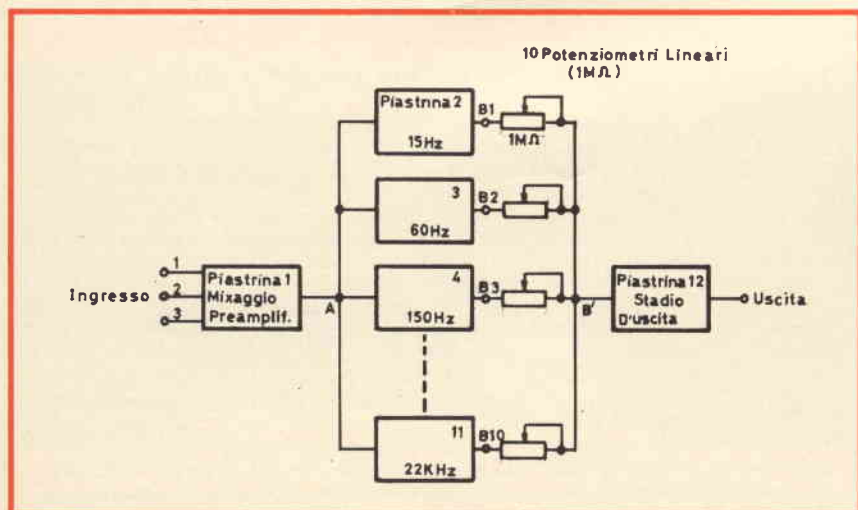 10 Potenziometri Lineari
(1MΩ)
Piastrina 2
15Hz
B1
1MΩ
3
60Hz
B2
Ingresso
1
2
3
Piastrina 1
Mixaggio
Preamplif.
A
4
150Hz
B3
B'
Piastrina 12
Stadio
D'uscita
Uscita
11
22KHz
B10